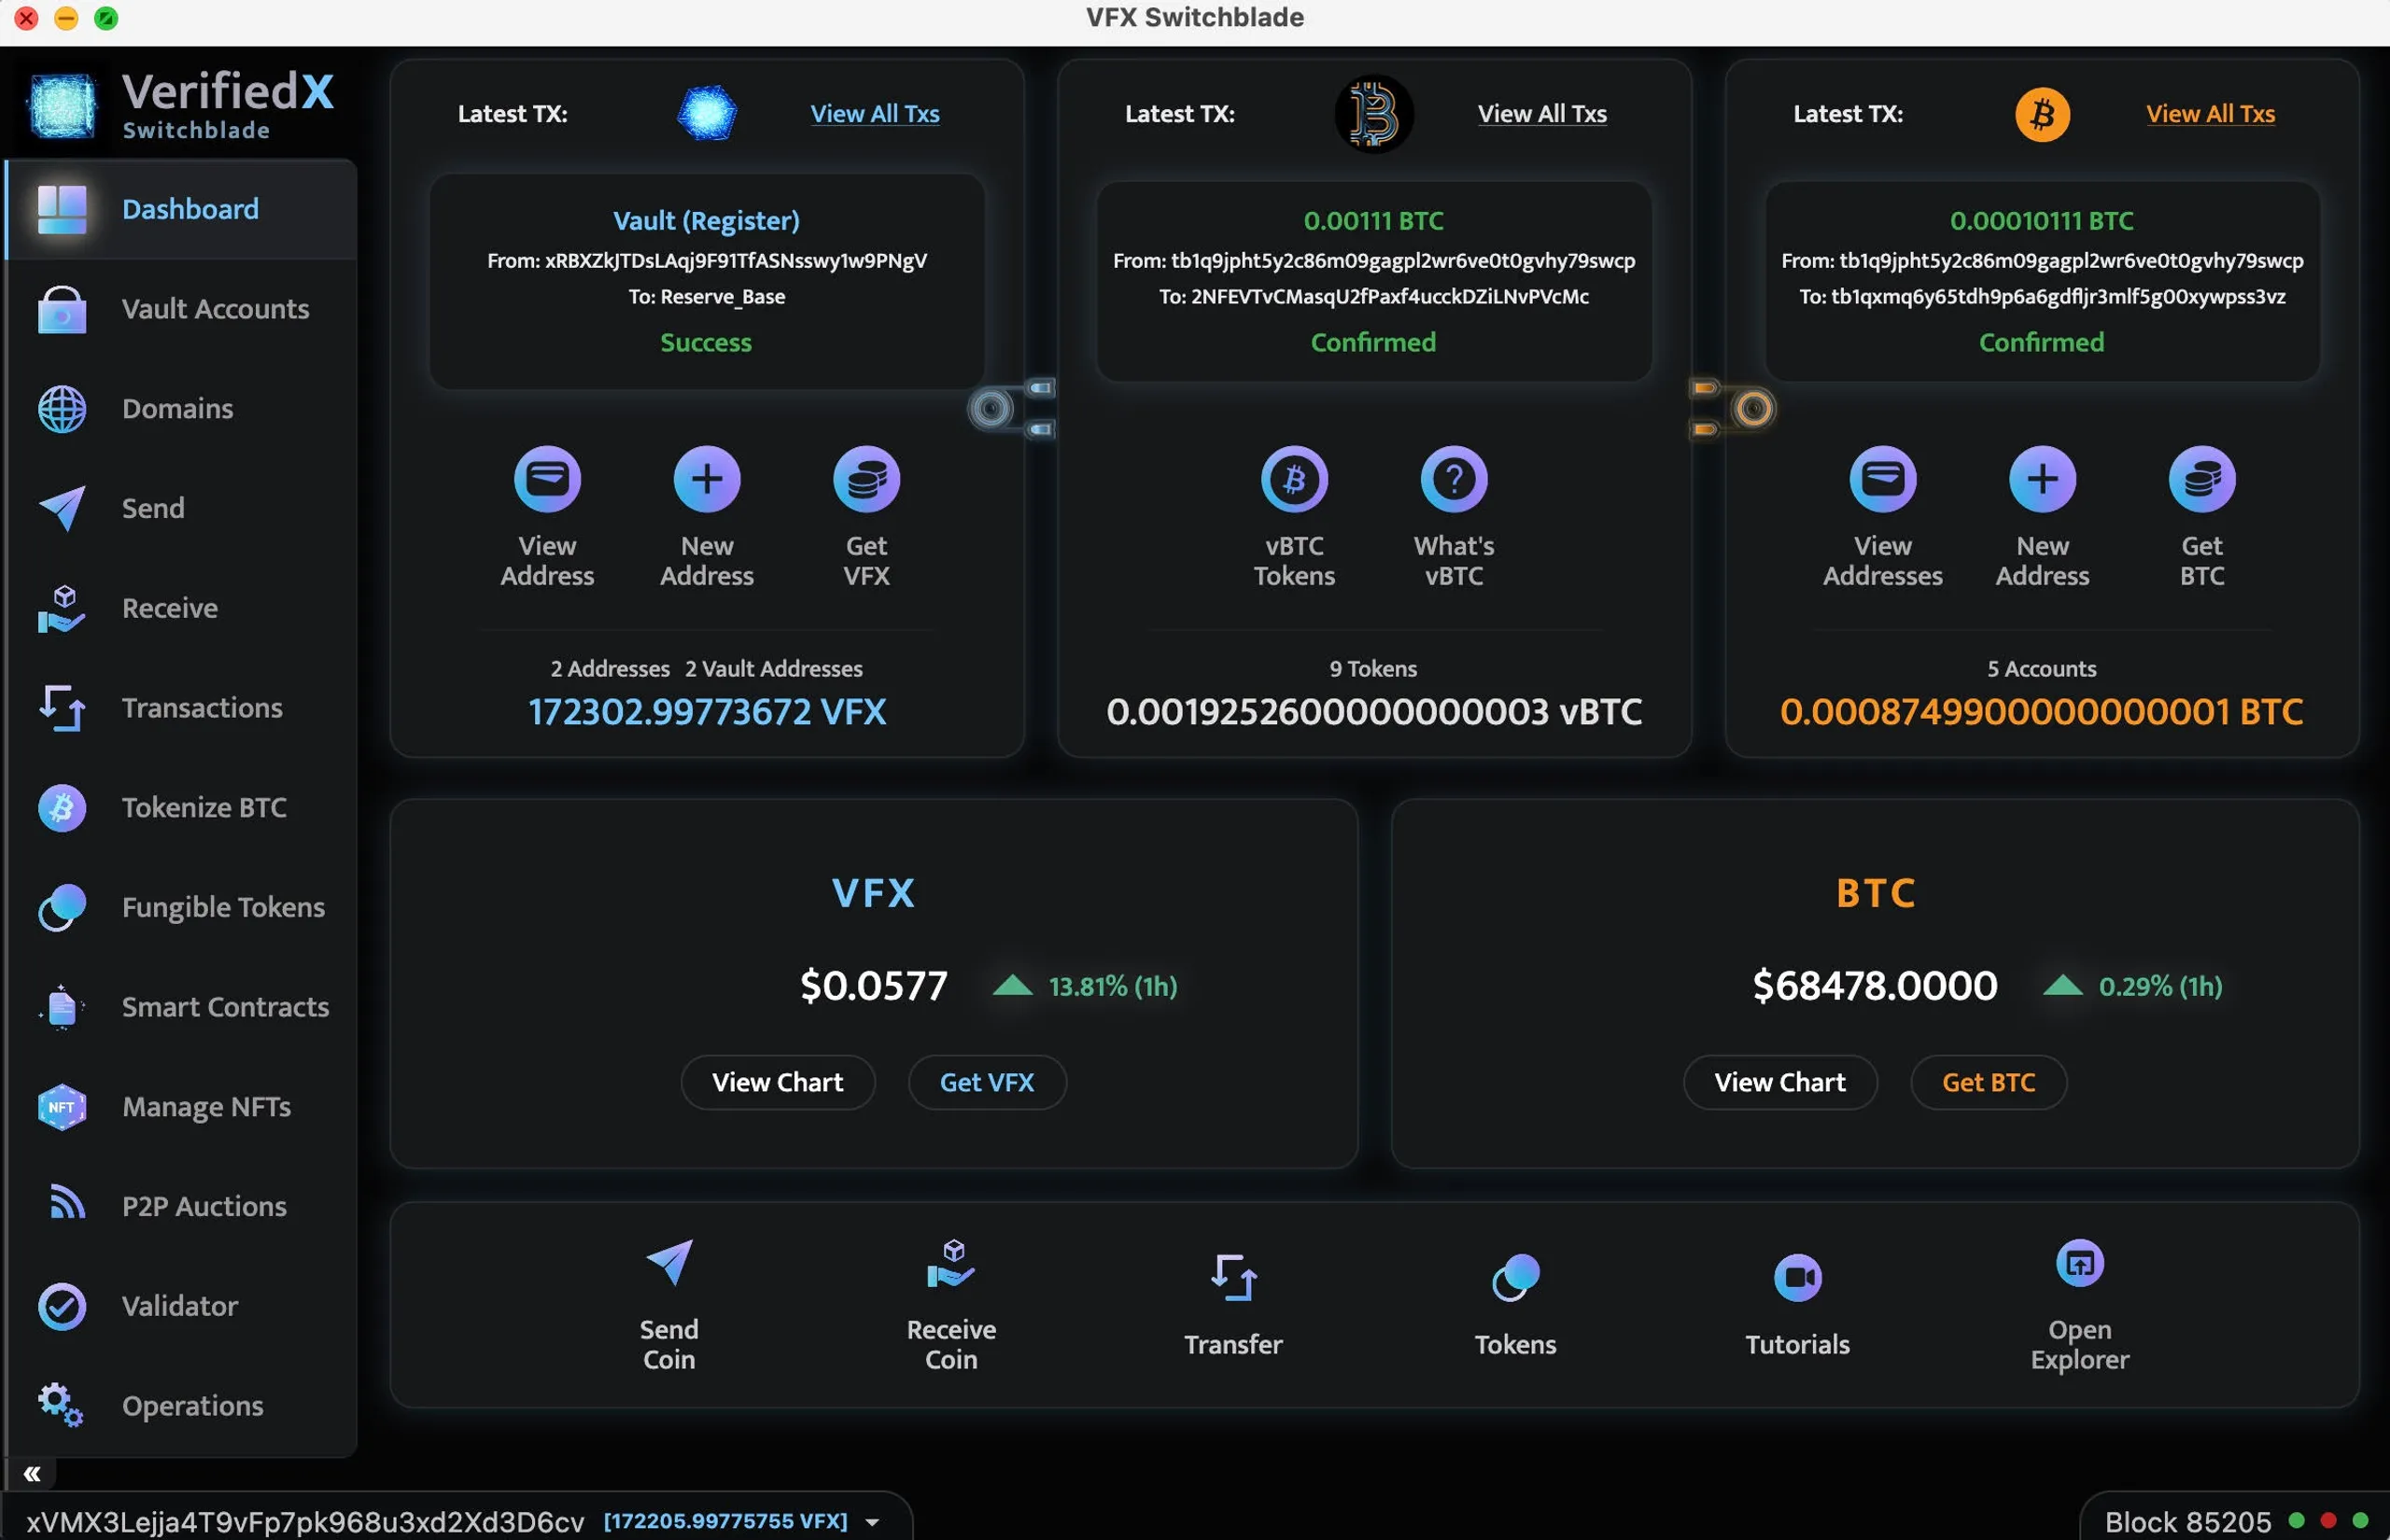 VFX Switchblade
VerifiedX
Switchblade
Dashboard
Vault Accounts
Domains
Send
Receive
Transactions
Tokenize BTC
Fungible Tokens
Smart Contracts
NFT
Manage NFTs
P2P Auctions
Validator
Operations
Latest TX:
View All Txs
Vault (Register)
From: xRBXZkJTDsLAqj9F91TfASNsswy1w9PNgV
To: Reserve_Base
Success
View
Address
New
Address
Get
VFX
2 Addresses 2 Vault Addresses
172302.99773672 VFX
Latest TX:
View All Txs
0.00111 BTC
From: tb1q9jpht5y2c86m09gagpl2wr6ve0t0gvhy79swcp
To: 2NFEVTvCMasqU2fPaxf4ucckDZiLNvPVcMc
Confirmed
vBTC
Tokens
What's
vBTC
9 Tokens
0.0019252600000000003 vBTC
Latest TX:
View All Txs
0.00010111 BTC
From: tb1q9jpht5y2c86m09gagpl2wr6ve0t0gvhy79swcp
To: tb1qxmq6y65tdh9p6a6gdfljr3mlf5g00xywpss3vz
Confirmed
View
Addresses
New
Address
Get
BTC
5 Accounts
0.0008749900000000001 BTC
VFX
$0.0577 13.81% (1h)
View Chart Get VFX
BTC
$68478.0000 0.29% (1h)
View Chart Get BTC
Send
Coin
Receive
Coin
Transfer
Tokens
Tutorials
Open
Explorer
xVMX3Lejja4T9vFp7pk968u3xd2Xd3D6cv [172205.99775755 VFX]
Block 85205